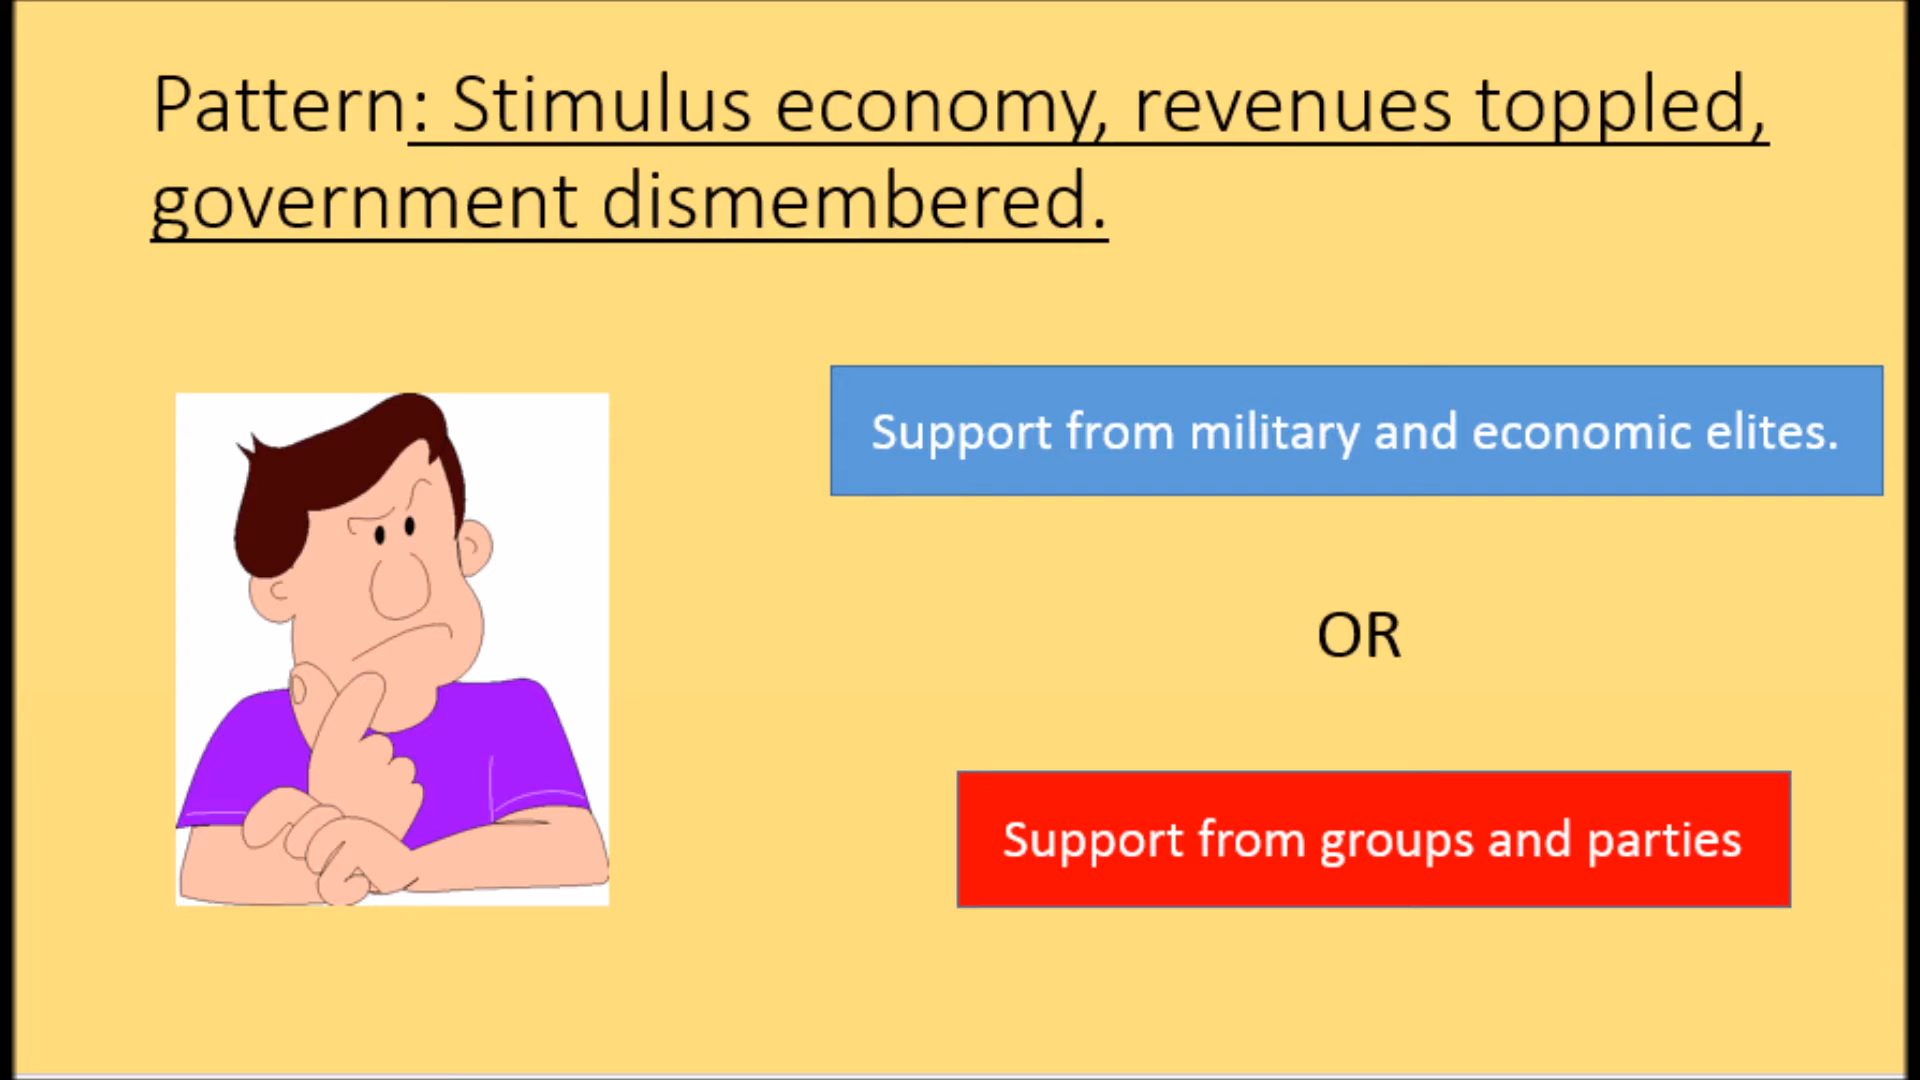 Pattern: Stimulus economy, revenues toppled,
government dismembered.
Support from military and economic elites.
OR
Support from groups and parties